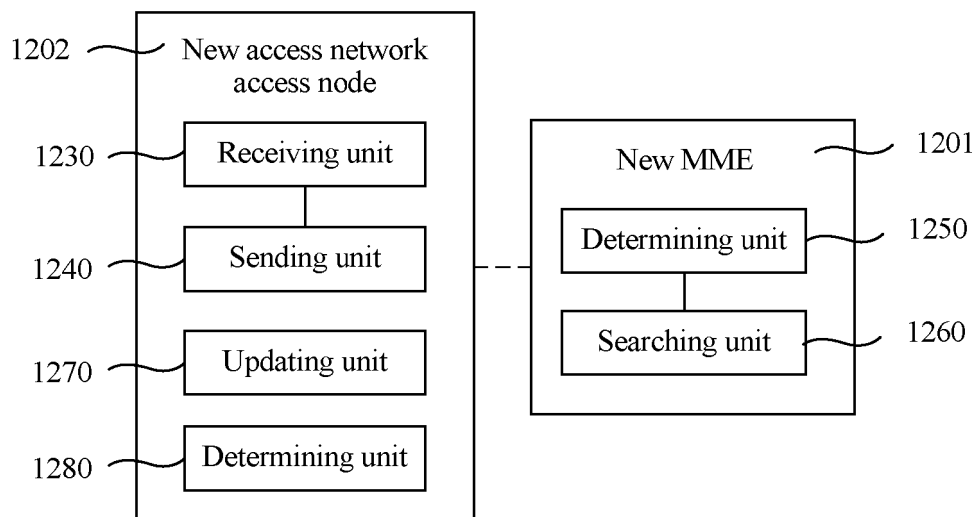 1202
New access network
access node
1230
Receiving unit
1240
Sending unit
1270
Updating unit
1280
Determining unit
New MME
1201
Determining unit
1250
Searching unit
1260